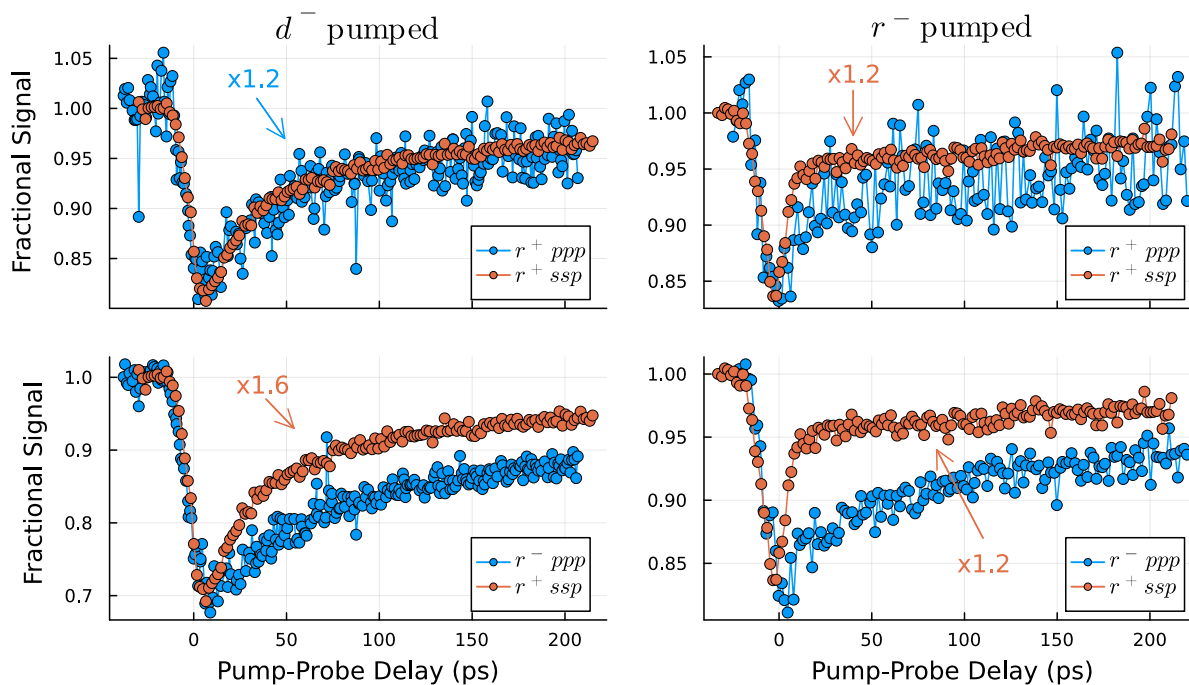 d⁻ pumped
r⁻ pumped
Fractional Signal
1.05
1.00
0.95
0.90
0.85
x1.2
r⁺ ppp
r⁺ ssp
Fractional Signal
1.05
1.00
0.95
0.90
0.85
x1.2
r⁺ ppp
r⁺ ssp
Fractional Signal
1.0
0.9
0.8
0.7
x1.6
r⁻ ppp
r⁺ ssp
0 50 100 150 200
Pump-Probe Delay (ps)
Fractional Signal
1.00
0.95
0.90
0.85
x1.2
r⁻ ppp
r⁺ ssp
0 50 100 150 200
Pump-Probe Delay (ps)